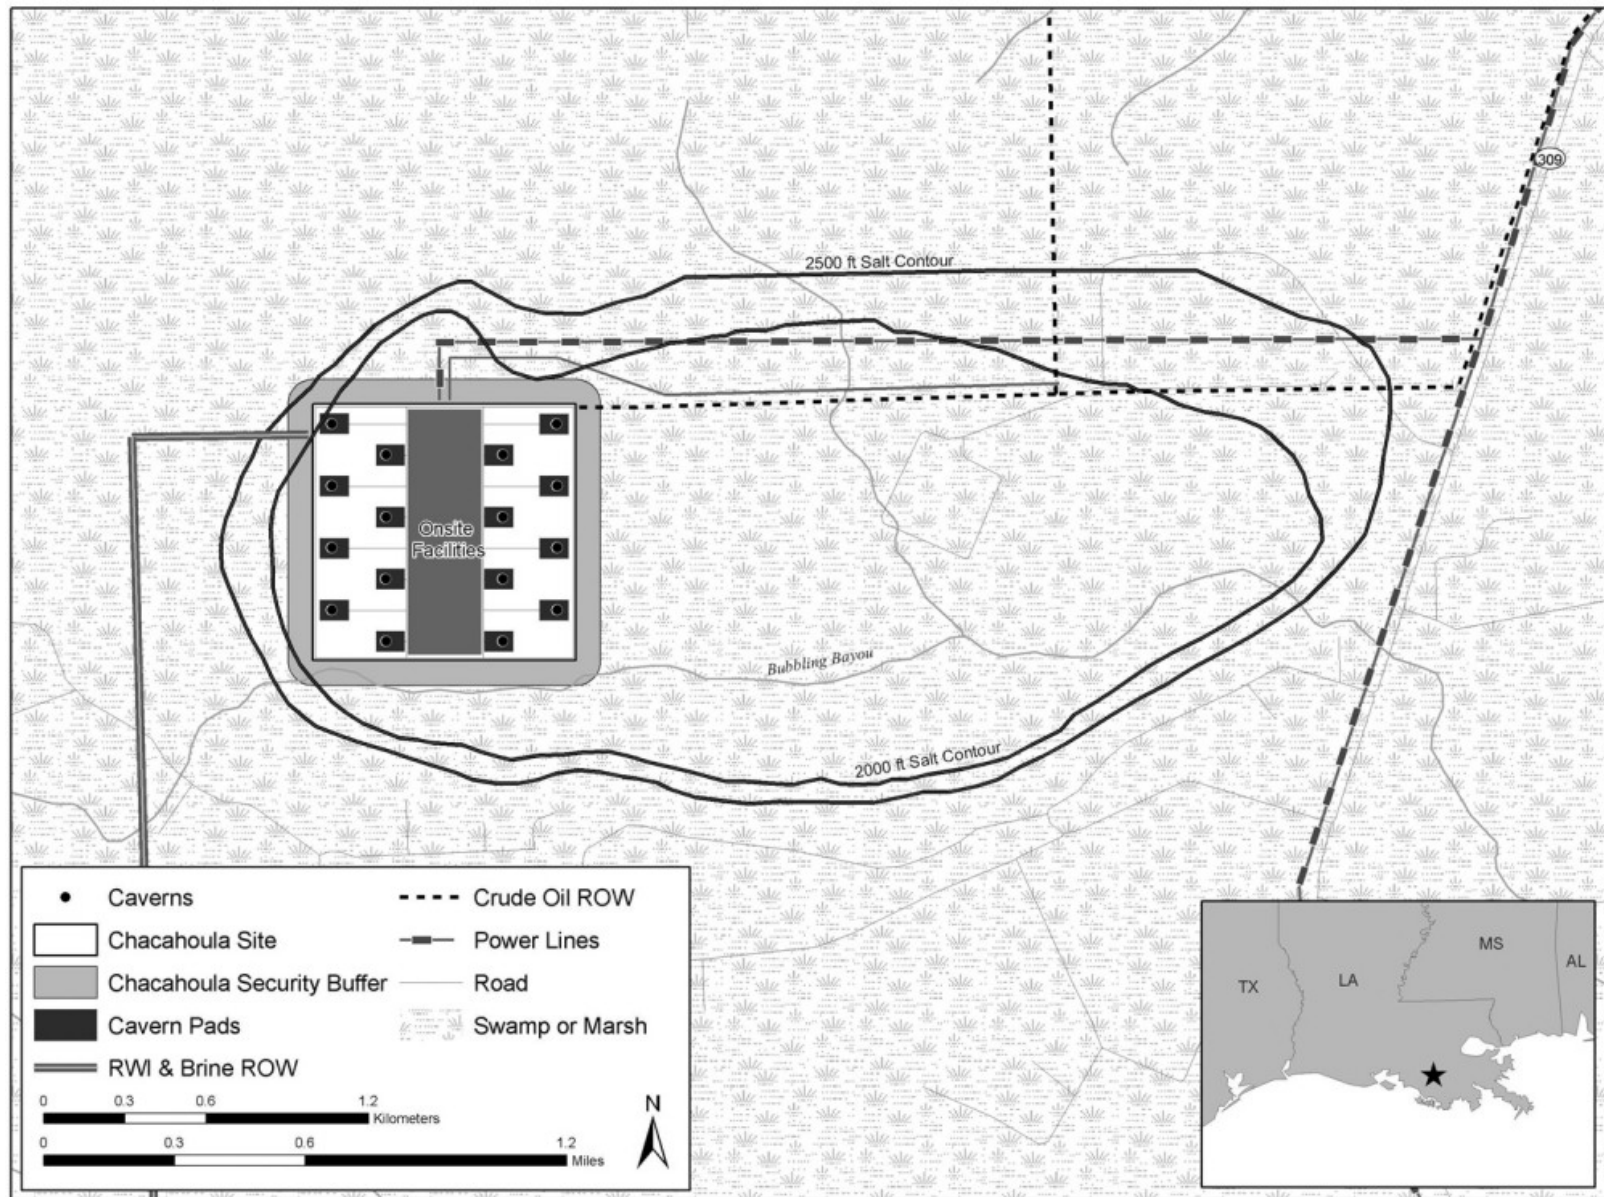 309
2500 ft Salt Contour
Onsite
Facilities
Bubbling Bayou
2000 ft Salt Contour
Caverns
Chacahoula Site
Chacahoula Security Buffer
Cavern Pads
RWI & Brine ROW
Crude Oil ROW
Power Lines
Road
Swamp or Marsh
0 0.3 0.6 1.2
Kilometers
0 0.3 0.6 1.2
Miles
N
TX
LA
MS
AL